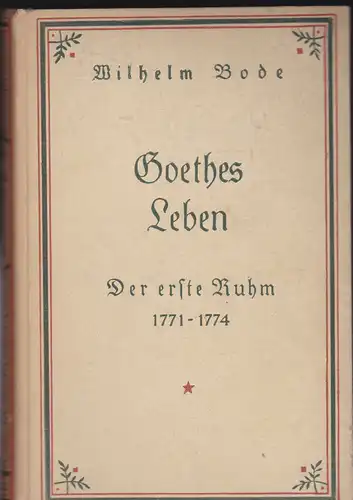 Wilhelm Bode
Goethes
Leben
Der erſte Ruhm
1771-1774